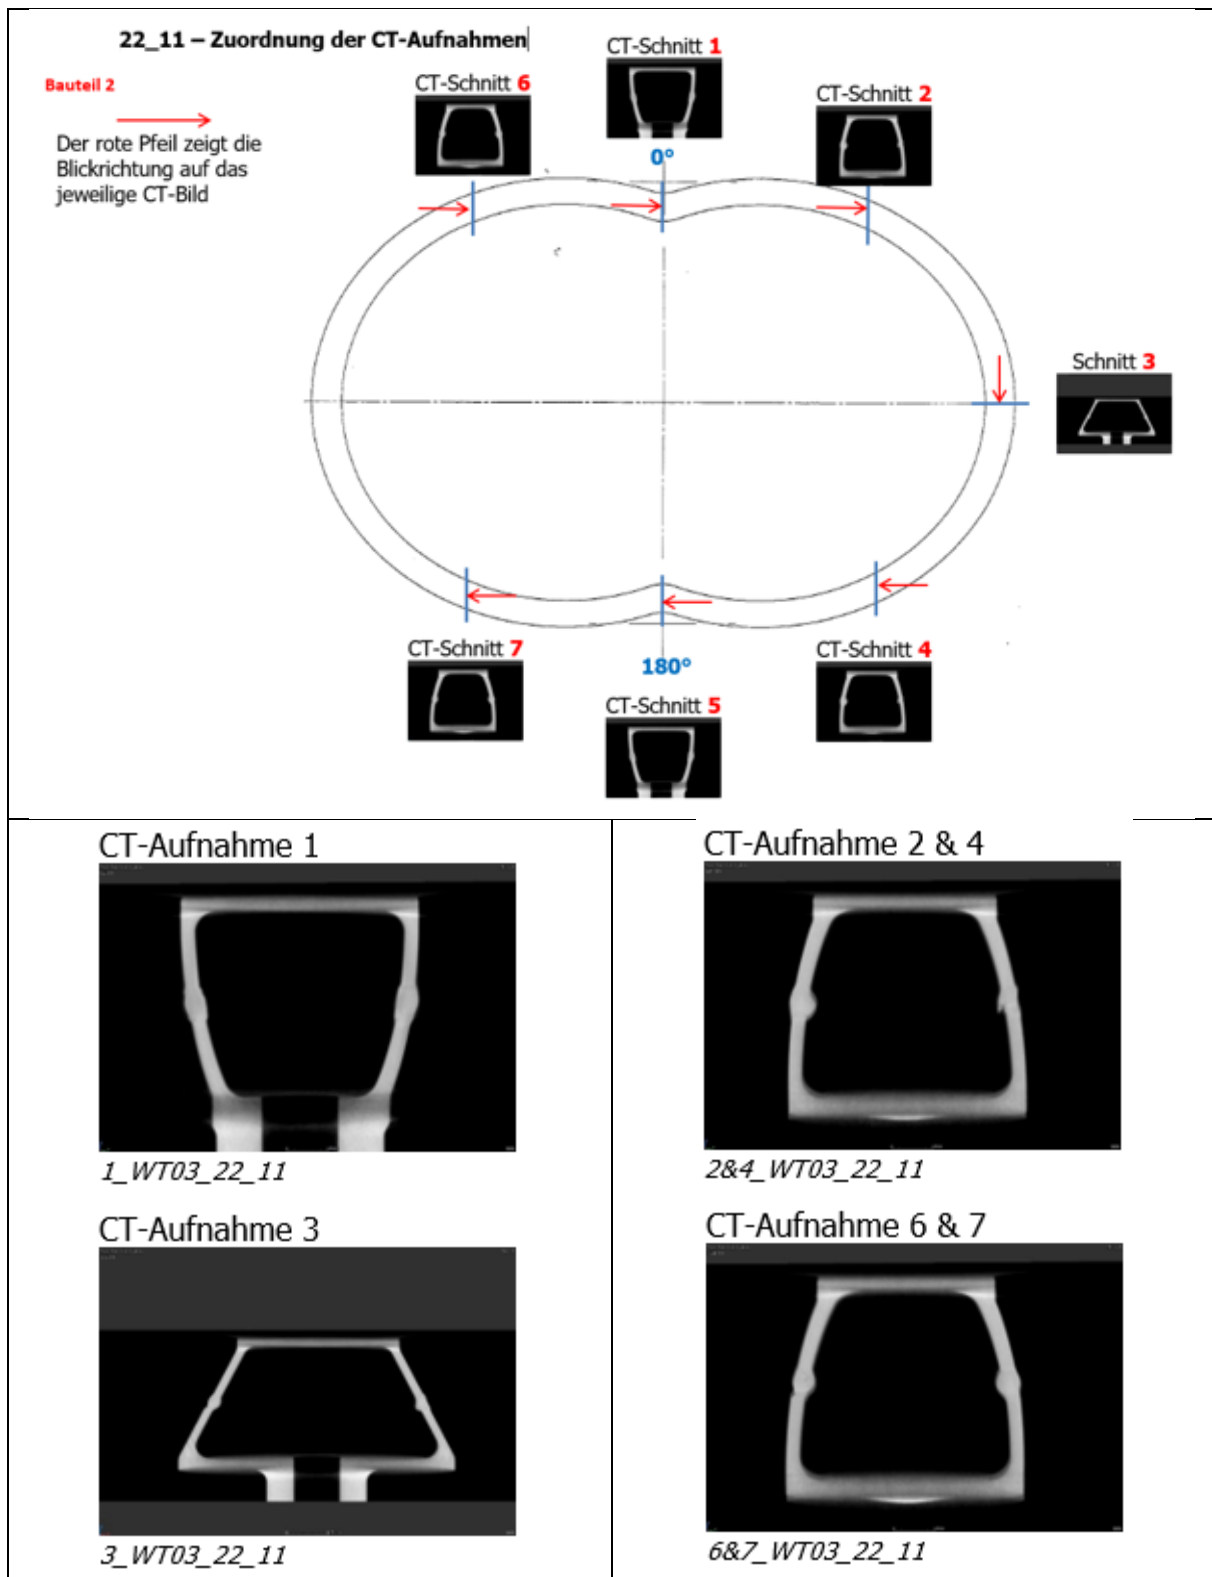 22_11 – Zuordnung der CT-Aufnahmen
Bauteil 2
Der rote Pfeil zeigt die
Blickrichtung auf das
jeweilige CT-Bild
CT-Schnitt 6
CT-Schnitt 1
CT-Schnitt 2
0°
Schnitt 3
CT-Schnitt 7
180°
CT-Schnitt 5
CT-Schnitt 4
CT-Aufnahme 1
1_WT03_22_11
CT-Aufnahme 3
3_WT03_22_11
CT-Aufnahme 2 & 4
2&4_WT03_22_11
CT-Aufnahme 6 & 7
6&7_WT03_22_11